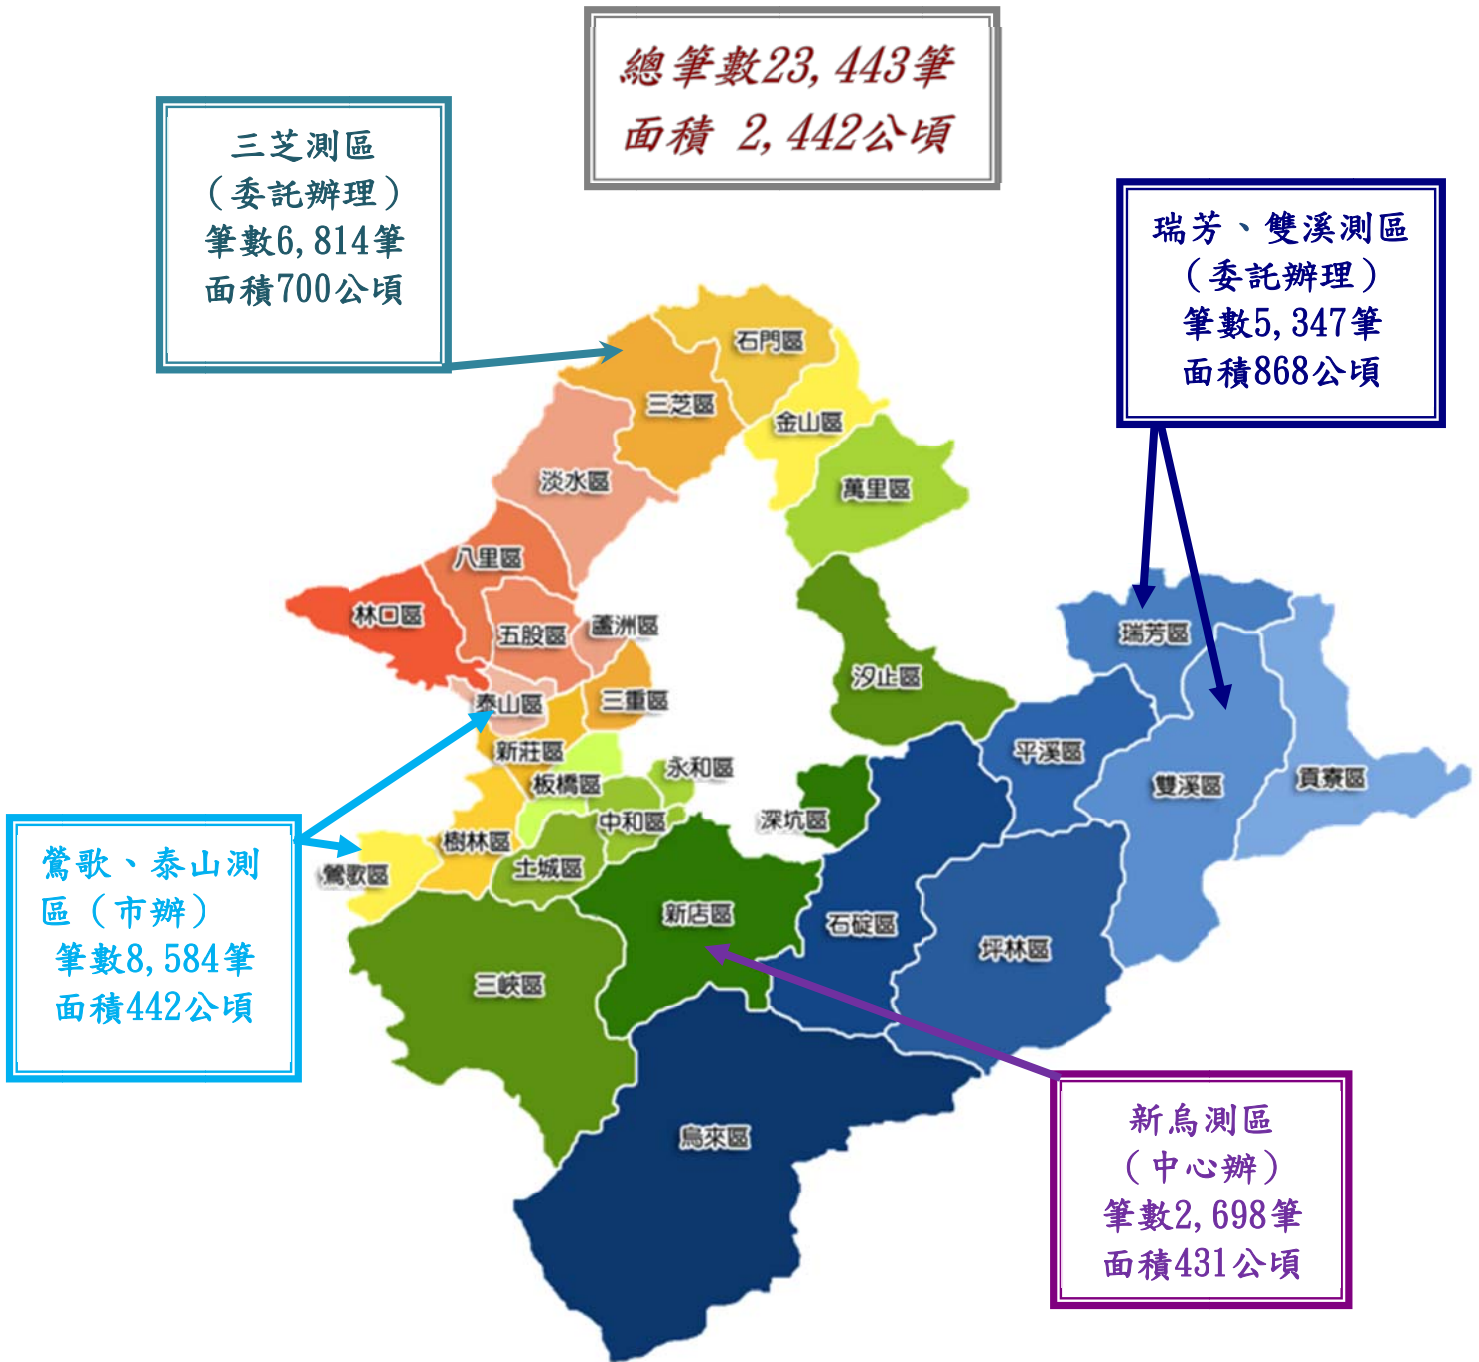 總筆數23,443筆
面積 2,442公頃
三芝測區
（委託辦理）
筆數6,814筆
面積700公頃
瑞芳、雙溪測區
（委託辦理）
筆數5,347筆
面積868公頃
石門區
三芝區
金山區
淡水區
萬里區
八里區
林口區
五股區
蘆洲區
瑞芳區
汐止區
泰山區
三重區
新莊區
平溪區
永和區
板橋區
雙溪區
貢寮區
中和區
深坑區
樹林區
土城區
鶯歌區
鶯歌、泰山測
區（市辦）
筆數8,584筆
面積442公頃
新店區
石碇區
坪林區
三峽區
烏來區
新烏測區
（中心辦）
筆數2,698筆
面積431公頃